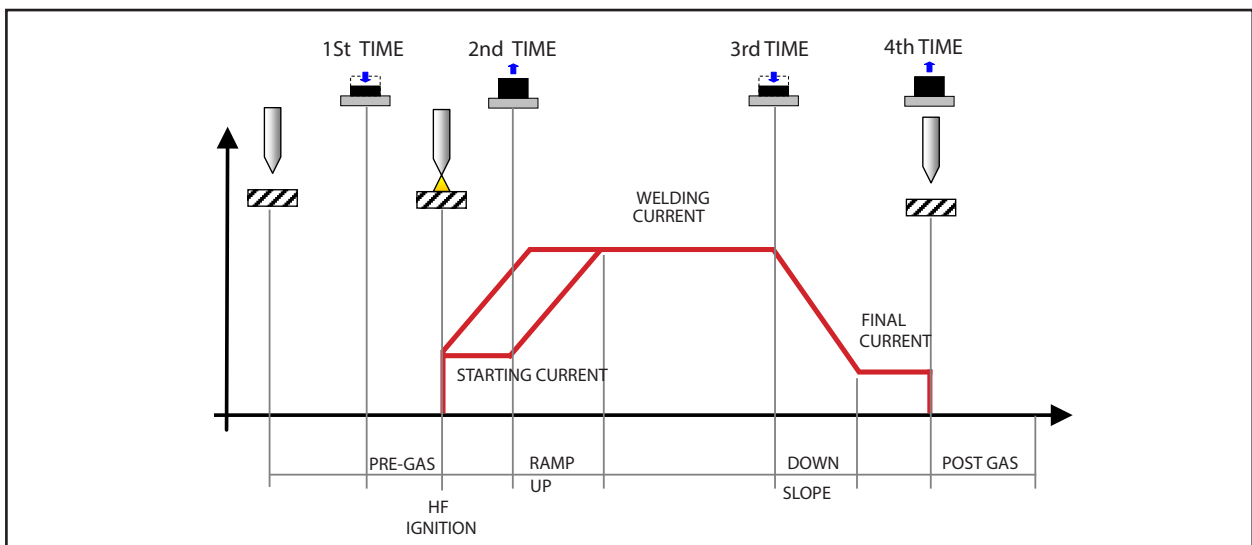 1St TIME
2nd TIME
3rd TIME
4th TIME
WELDING
CURRENT
FINAL
CURRENT
STARTING CURRENT
PRE-GAS
RAMP
UP
DOWN
SLOPE
POST GAS
HF
IGNITION